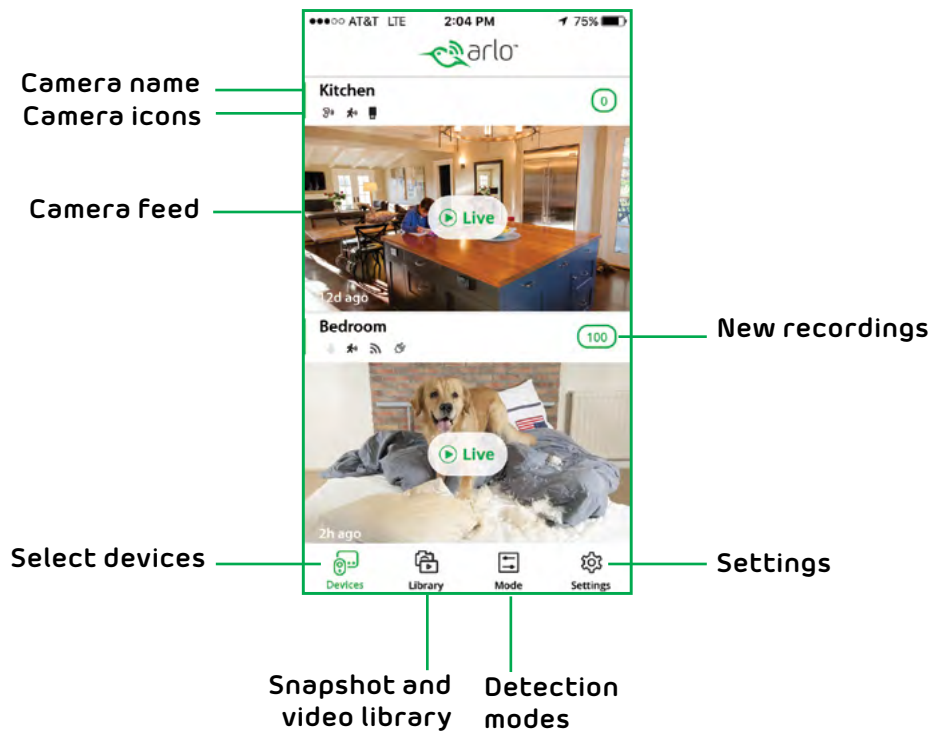 AT&T LTE 2:04 PM 75%
arlo™
Camera name
Kitchen
0
Camera icons
Camera feed
Live
12d ago
Bedroom
100
New recordings
Live
2h ago
Select devices
Devices
Library
Mode
Settings
Settings
Snapshot and
video library
Detection
modes